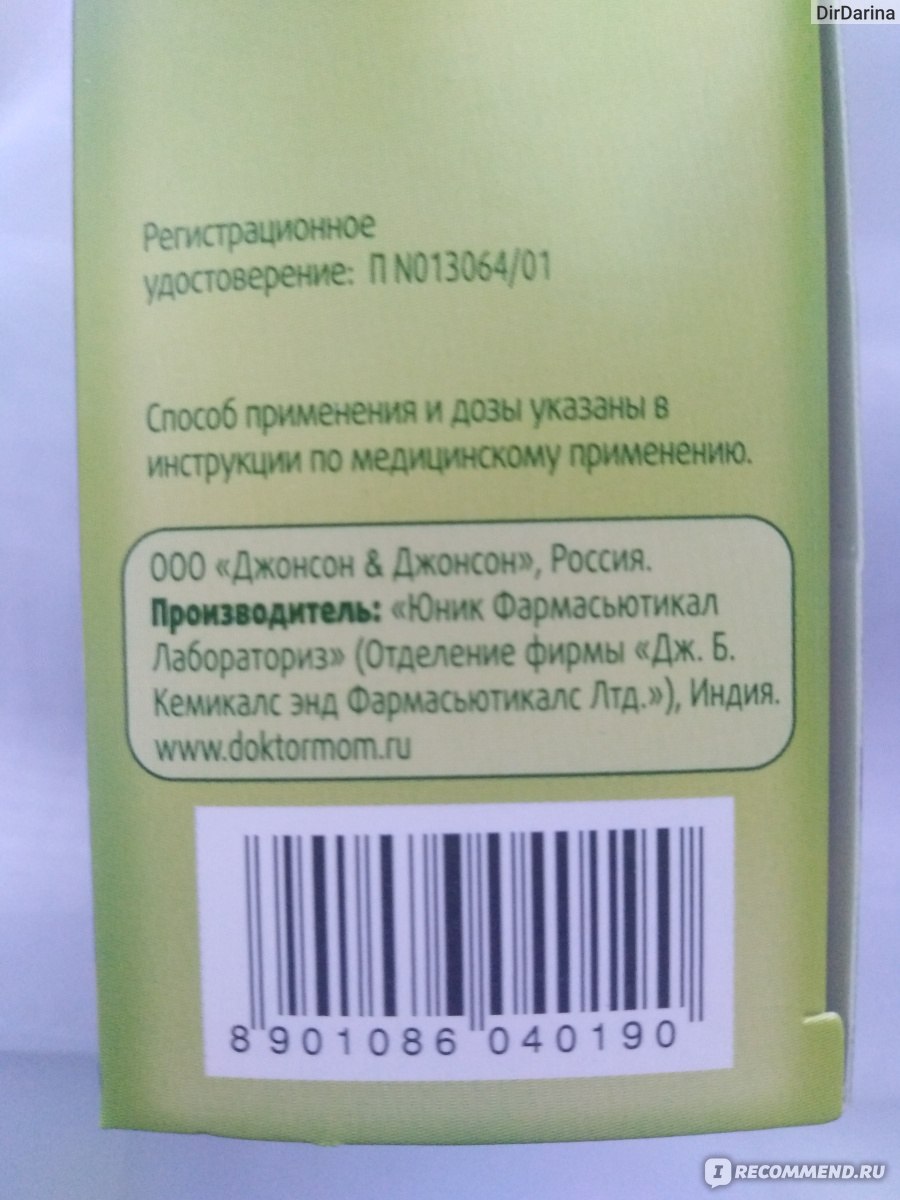 DirDarina
Регистрационное
удостоверение: П N013064/01
Способ применения и дозы указаны в
инструкции по медицинскому применению.
ООО «Джонсон & Джонсон», Россия.
Производитель: «Юник Фармасьютикал
Лабораториз» (Отделение фирмы «Дж. Б.
Кемикалс энд Фармасьютикалс Лтд.»), Индия.
www.doktormom.ru
8 901086 040190
IRECOMMEND.RU